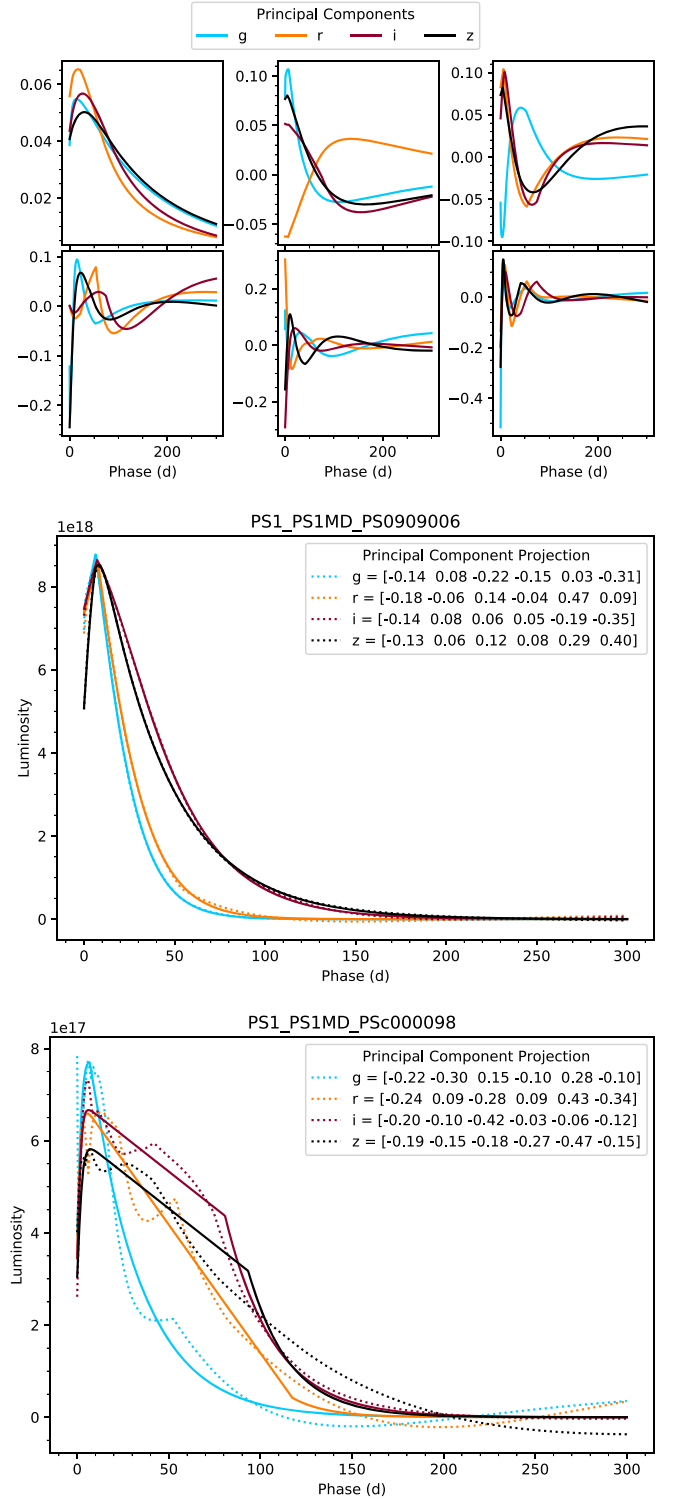 Principal Components
g r i z
0.06
0.04
0.02
0.10
0.05
0.00
−0.05
0.10
0.05
0.00
−0.05
−0.10
0.1
0.0
−0.1
−0.2
0 200
Phase (d)
0.2
0.0
−0.2
0 200
Phase (d)
0.0
−0.2
−0.4
0 200
Phase (d)
PS1_PS1MD_PS0909006
1e18
Principal Component Projection
g = [-0.14 0.08 -0.22 -0.15 0.03 -0.31]
r = [-0.18 -0.06 0.14 -0.04 0.47 0.09]
i = [-0.14 0.08 0.06 0.05 -0.19 -0.35]
z = [-0.13 0.06 0.12 0.08 0.29 0.40]
8
6
4
2
0
Luminosity
0 50 100 150 200 250 300
Phase (d)
PS1_PS1MD_PSc000098
1e17
Principal Component Projection
g = [-0.22 -0.30 0.15 -0.10 0.28 -0.10]
r = [-0.24 0.09 -0.28 0.09 0.43 -0.34]
i = [-0.20 -0.10 -0.42 -0.03 -0.06 -0.12]
z = [-0.19 -0.15 -0.18 -0.27 -0.47 -0.15]
8
6
4
2
0
Luminosity
0 50 100 150 200 250 300
Phase (d)